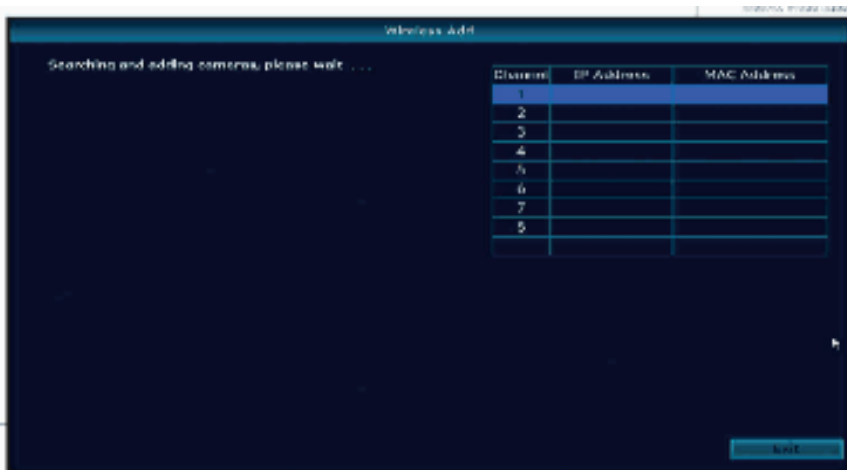 Wireless Add
Searching and adding cameras, please wait ....
Channel IP Address MAC Address
1
2
3
4
5
6
7
8
Exit